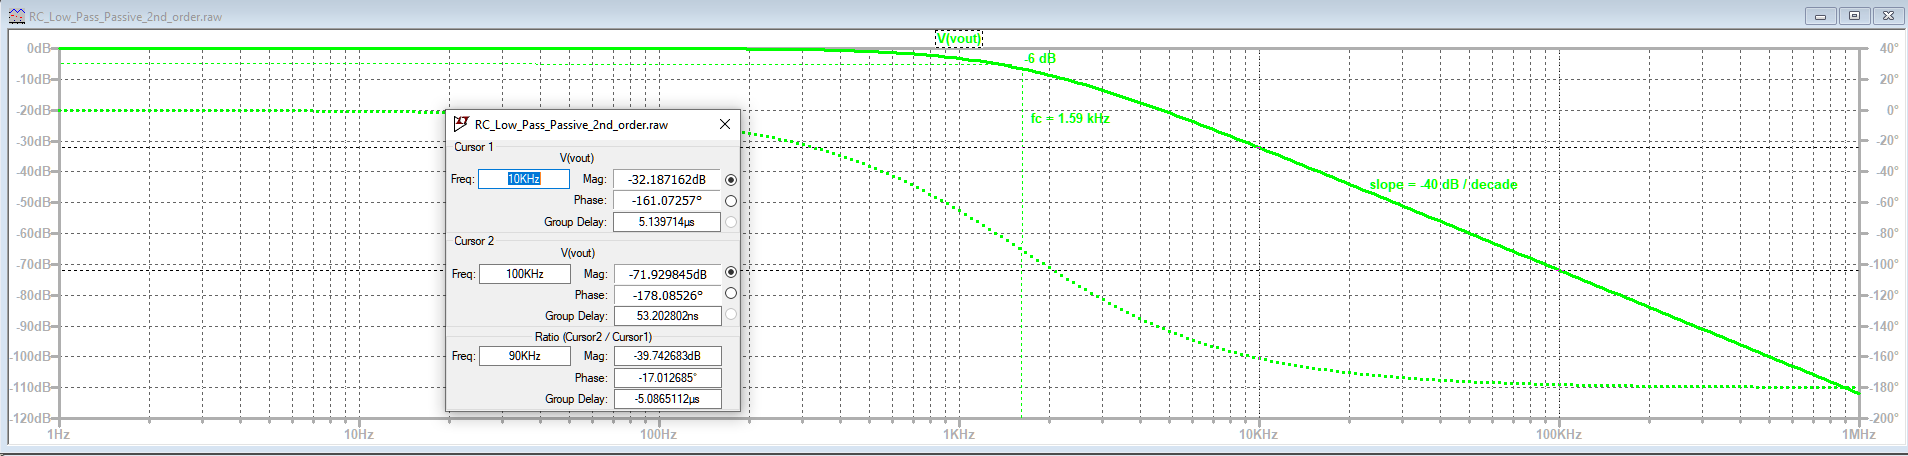 RC_Low_Pass_Passive_2nd_order.raw
V(vout)
0dB
-10dB
-20dB
-30dB
-40dB
-50dB
-60dB
-70dB
-80dB
-90dB
-100dB
-110dB
-120dB
-6 dB
fc = 1.59 kHz
slope = -40 dB / decade
RC_Low_Pass_Passive_2nd_order.raw
Cursor 1
V(vout)
Freq: 10KHz Mag: -32.187162dB
Phase: -161.07257°
Group Delay: 5.139714µs
Cursor 2
V(vout)
Freq: 100KHz Mag: -71.929845dB
Phase: -178.08526°
Group Delay: 53.202802ns
Ratio (Cursor2 / Cursor1)
Freq: 90KHz Mag: -39.742683dB
Phase: -17.012685°
Group Delay: -5.0865112µs
40°
20°
0°
-20°
-40°
-60°
-80°
-100°
-120°
-140°
-160°
-180°
-200°
1Hz 10Hz 100Hz 1KHz 10KHz 100KHz 1MHz